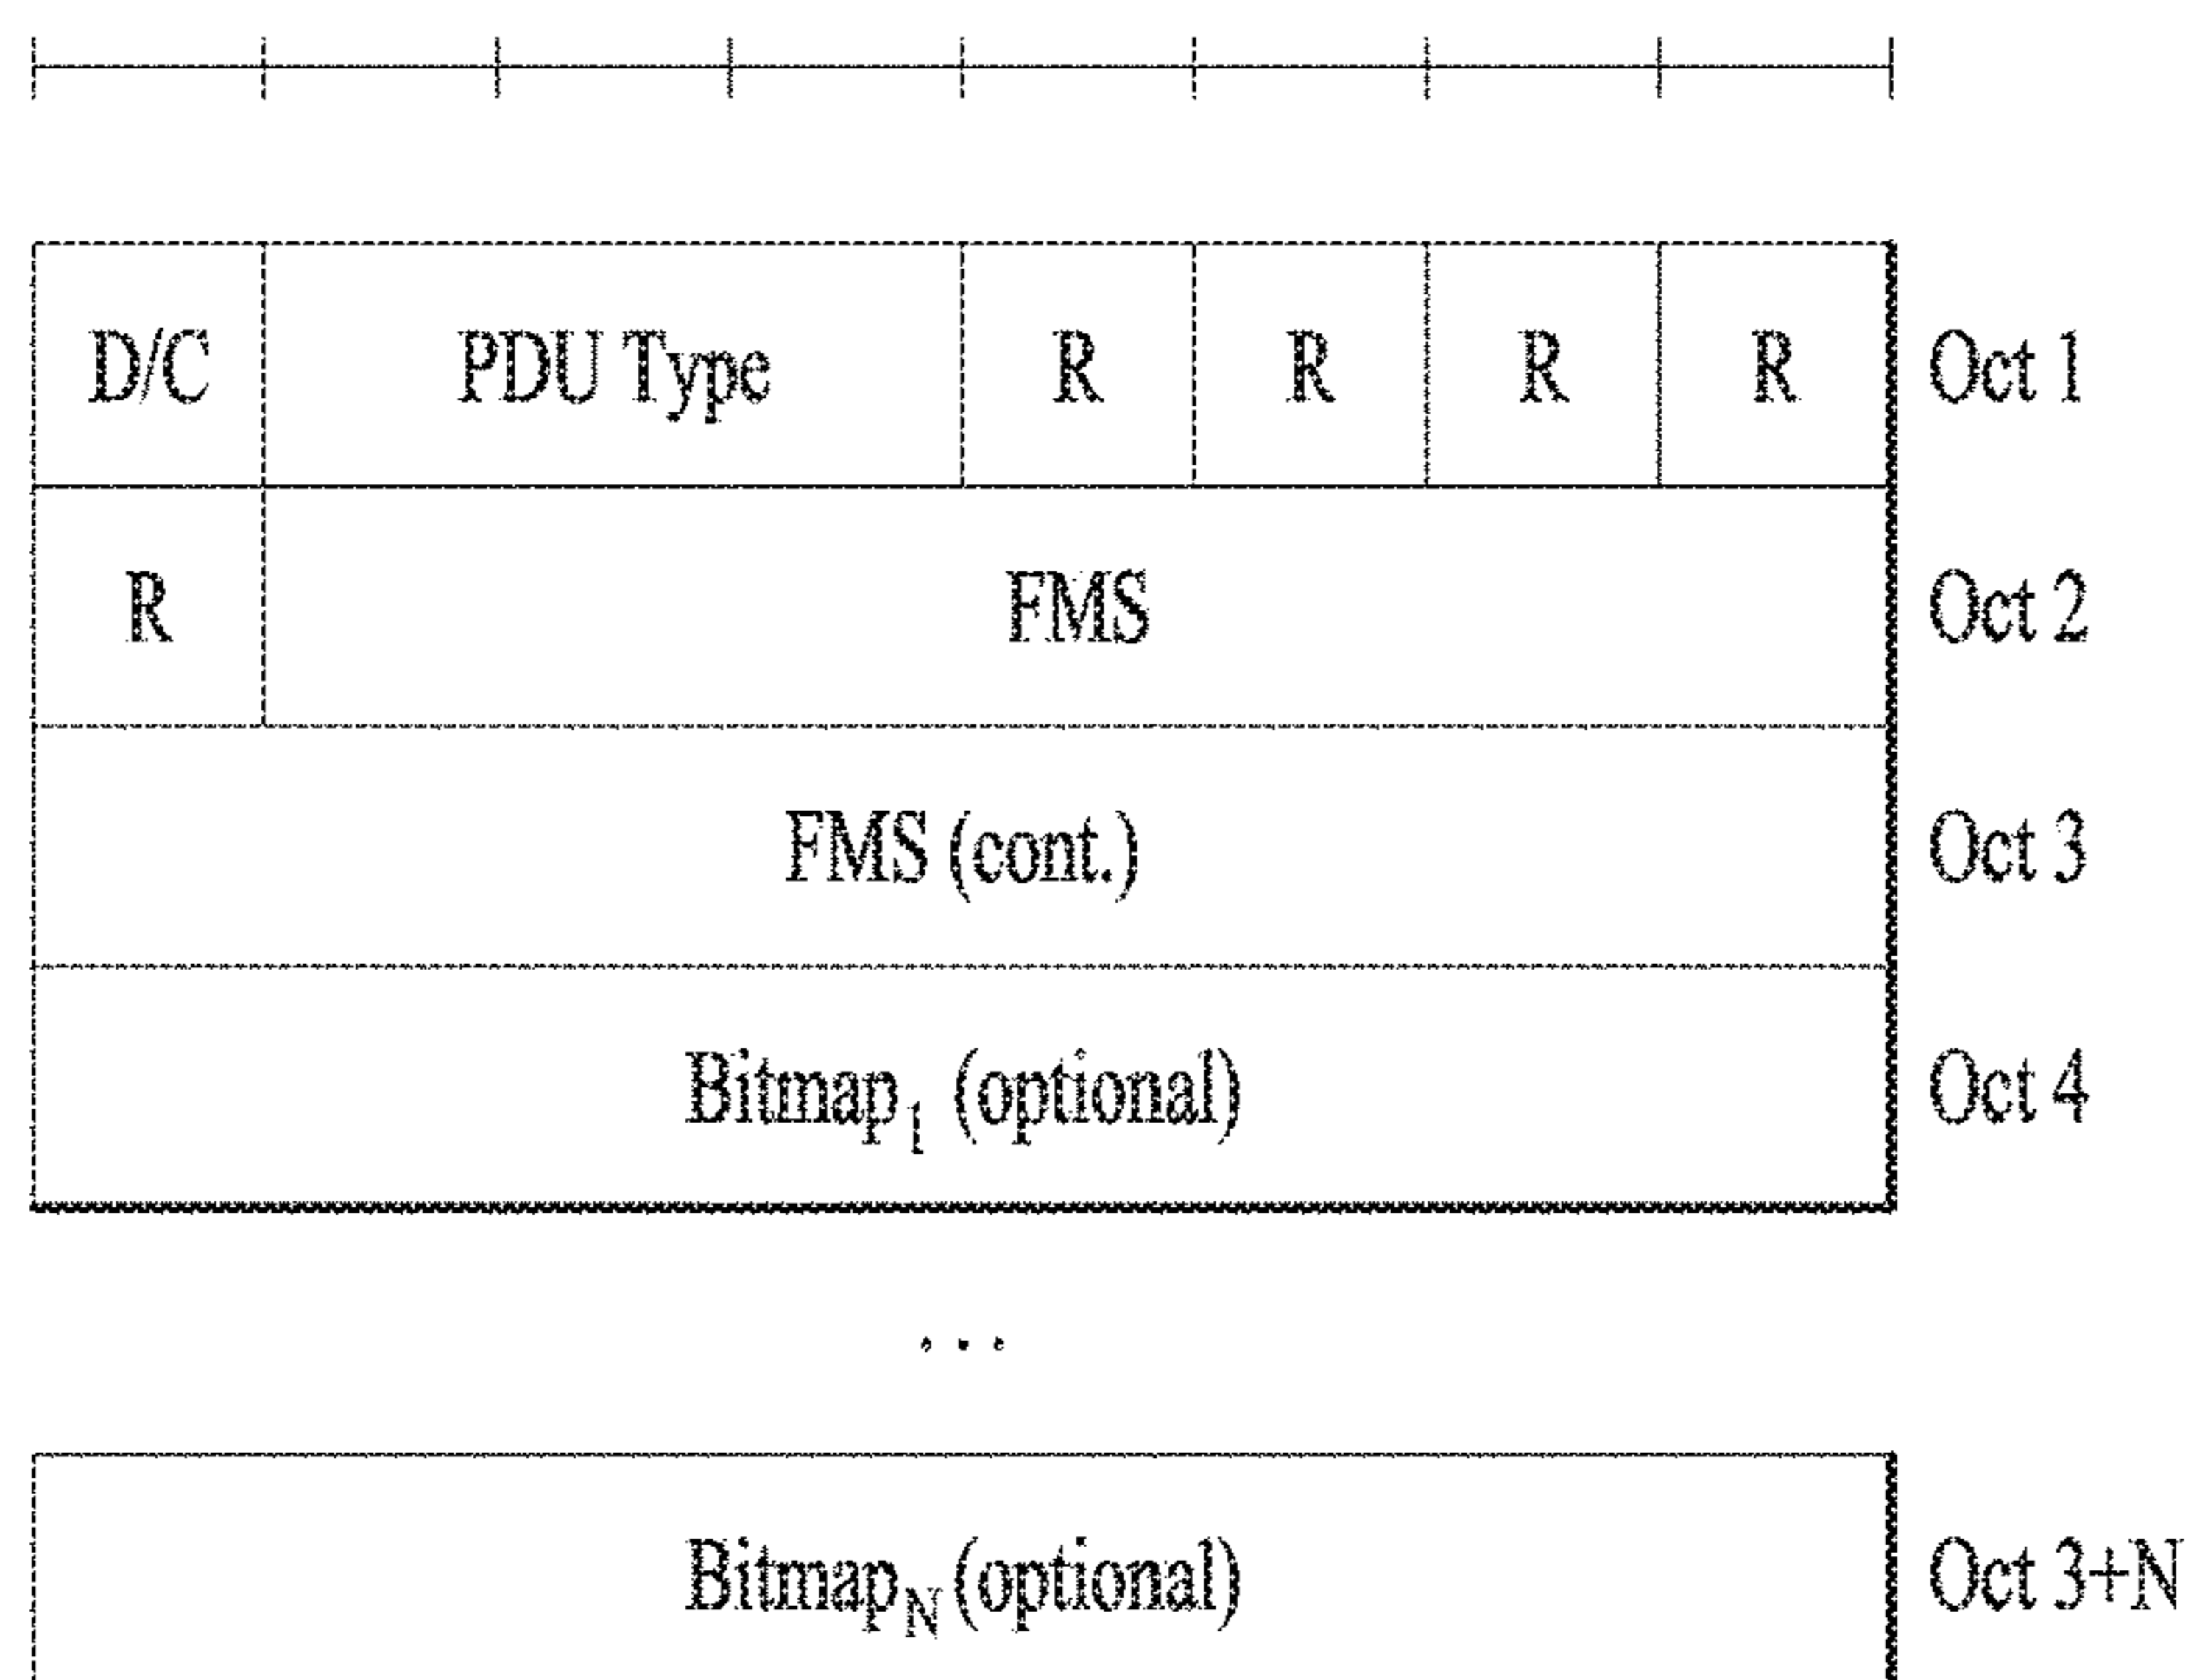 D/C PDU Type R R R R Oct 1
R FMS Oct 2
FMS (cont.) Oct 3
Bitmap1 (optional) Oct 4
...
BitmapN (optional) Oct 3+N